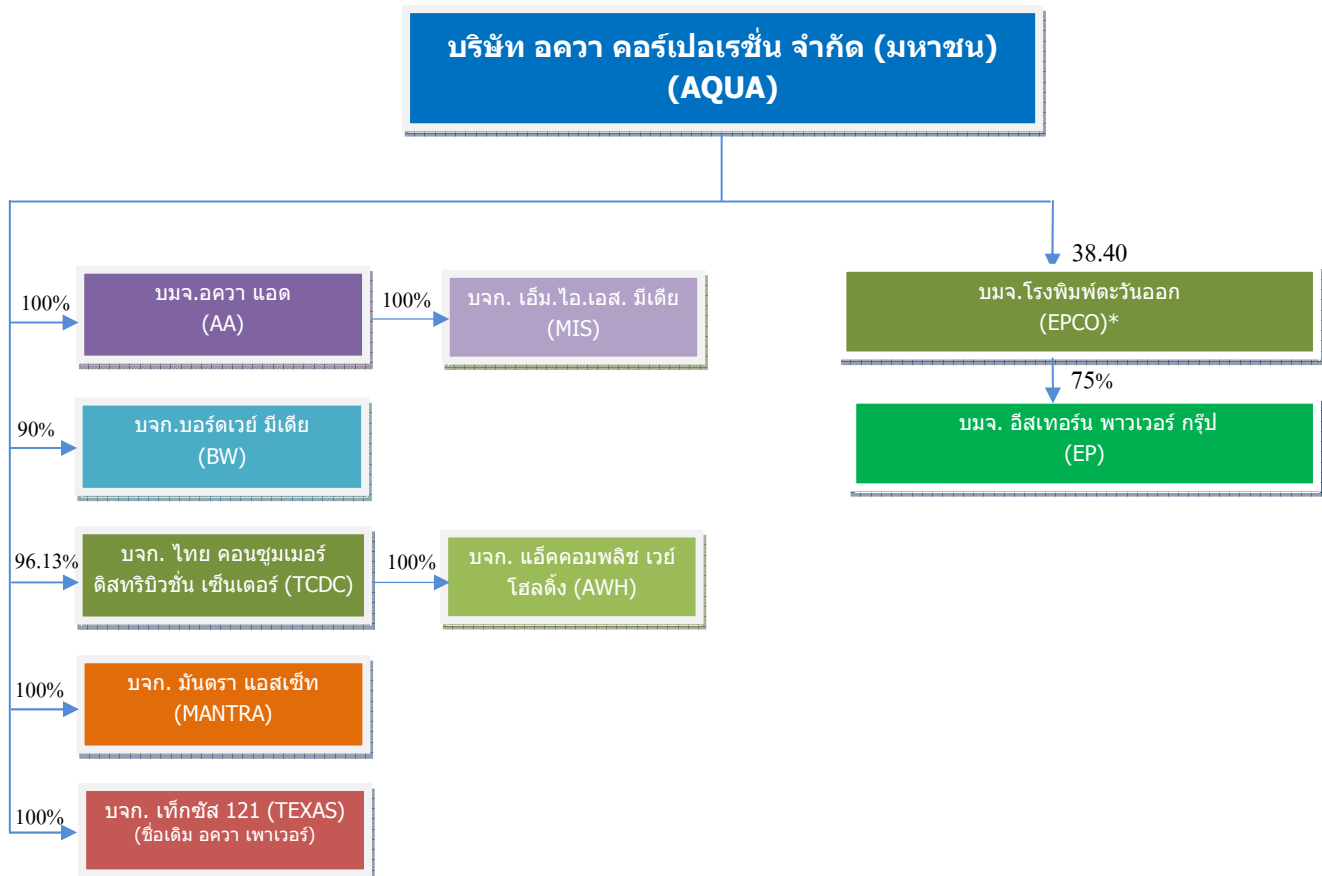 บริษัท อควา คอร์เปอเรชั่น จำกัด (มหาชน)
(AQUA)
38.40
100%
บมจ.อควา แอด
(AA)
100%
บจก. เอ็ม.ไอ.เอส. มีเดีย
(MIS)
บมจ.โรงพิมพ์ตะวันออก
(EPCO)*
75%
90%
บจก.บอร์ดเวย์ มีเดีย
(BW)
บมจ. อีสเทอร์น พาวเวอร์ กรุ๊ป
(EP)
96.13%
บจก. ไทย คอนซูมเมอร์
ดิสทริบิวชั่น เซ็นเตอร์ (TCDC)
100%
บจก. แอ็คคอมพลิช เวย์
โฮลดิ้ง (AWH)
100%
บจก. มันตรา แอสเซ็ท
(MANTRA)
100%
บจก. เท็กซัส 121 (TEXAS)
(ชื่อเดิม อควา เพาเวอร์)